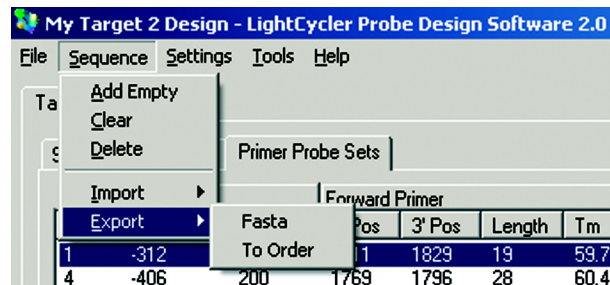 My Target 2 Design - LightCycler Probe Design Software 2.0
File Sequence Settings Tools Help
Add Empty
Clear
Delete
Primer Probe Sets
Import
Forward Primer
Export
Fasta
To Order
Pos 3' Pos Length Tm
1 -312 1829 19 59.7
4 -406 200 1769 1796 28 60.4